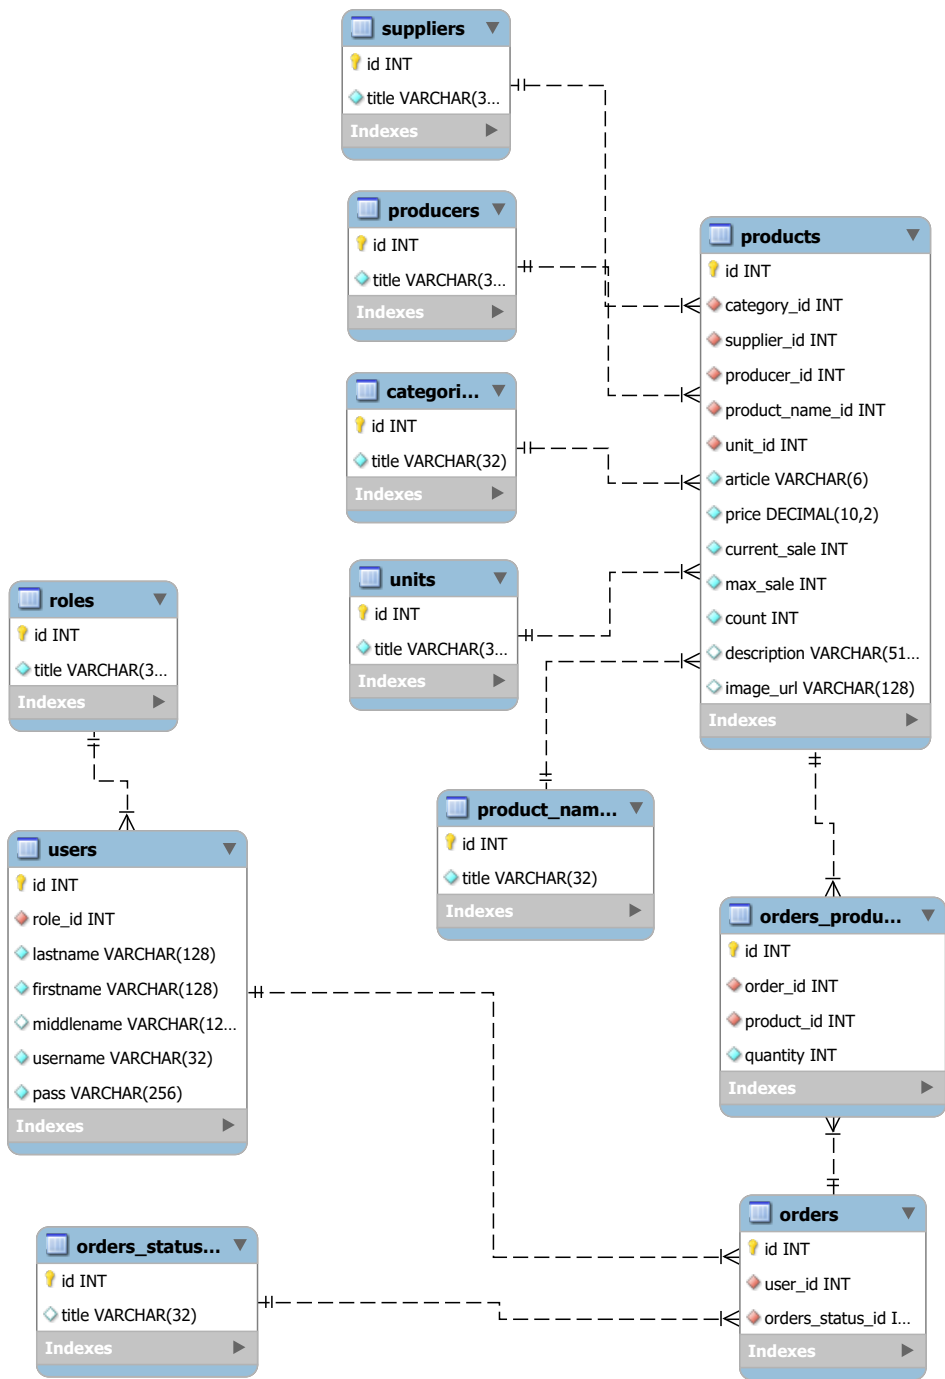 suppliers
id INT
title VARCHAR(3...
Indexes
producers
id INT
title VARCHAR(3...
Indexes
categori...
id INT
title VARCHAR(32)
Indexes
units
id INT
title VARCHAR(3...
Indexes
products
id INT
category_id INT
supplier_id INT
producer_id INT
product_name_id INT
unit_id INT
article VARCHAR(6)
price DECIMAL(10,2)
current_sale INT
max_sale INT
count INT
description VARCHAR(51...
image_url VARCHAR(128)
Indexes
roles
id INT
title VARCHAR(3...
Indexes
product_nam...
id INT
title VARCHAR(32)
Indexes
users
id INT
role_id INT
lastname VARCHAR(128)
firstname VARCHAR(128)
middlename VARCHAR(12...
username VARCHAR(32)
pass VARCHAR(256)
Indexes
orders_produ...
id INT
order_id INT
product_id INT
quantity INT
Indexes
orders_status...
id INT
title VARCHAR(32)
Indexes
orders
id INT
user_id INT
orders_status_id I...
Indexes